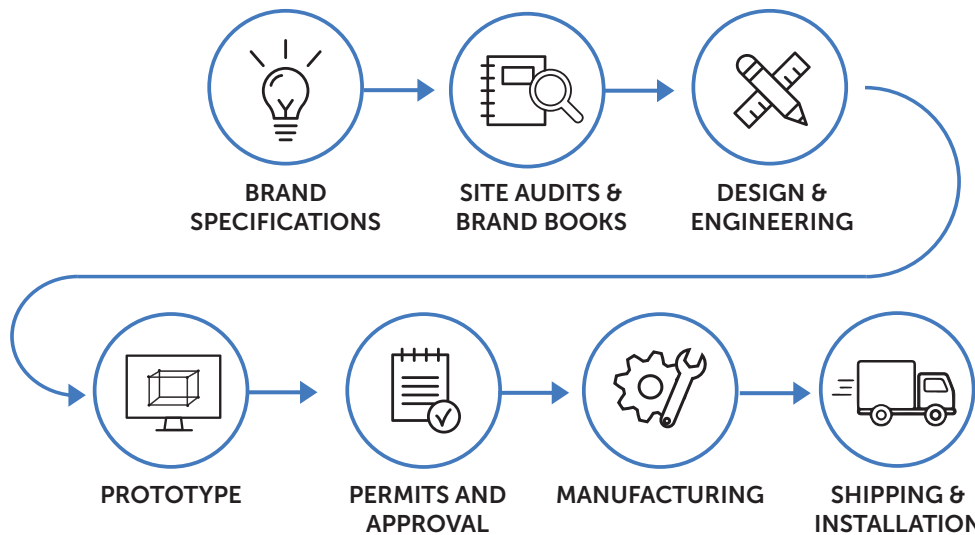 BRAND
SPECIFICATIONS
SITE AUDITS &
BRAND BOOKS
DESIGN &
ENGINEERING
PROTOTYPE
PERMITS AND
APPROVAL
MANUFACTURING
SHIPPING &
INSTALLATION